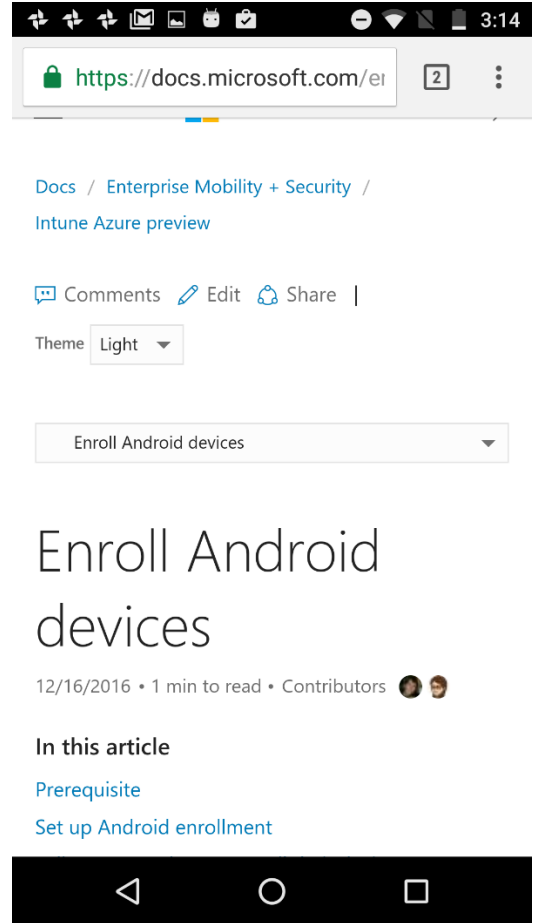 3:14
https://docs.microsoft.com/er
2
Docs / Enterprise Mobility + Security /
Intune Azure preview
Comments Edit Share |
Theme Light
Enroll Android devices
Enroll Android
devices
12/16/2016 • 1 min to read • Contributors
In this article
Prerequisite
Set up Android enrollment